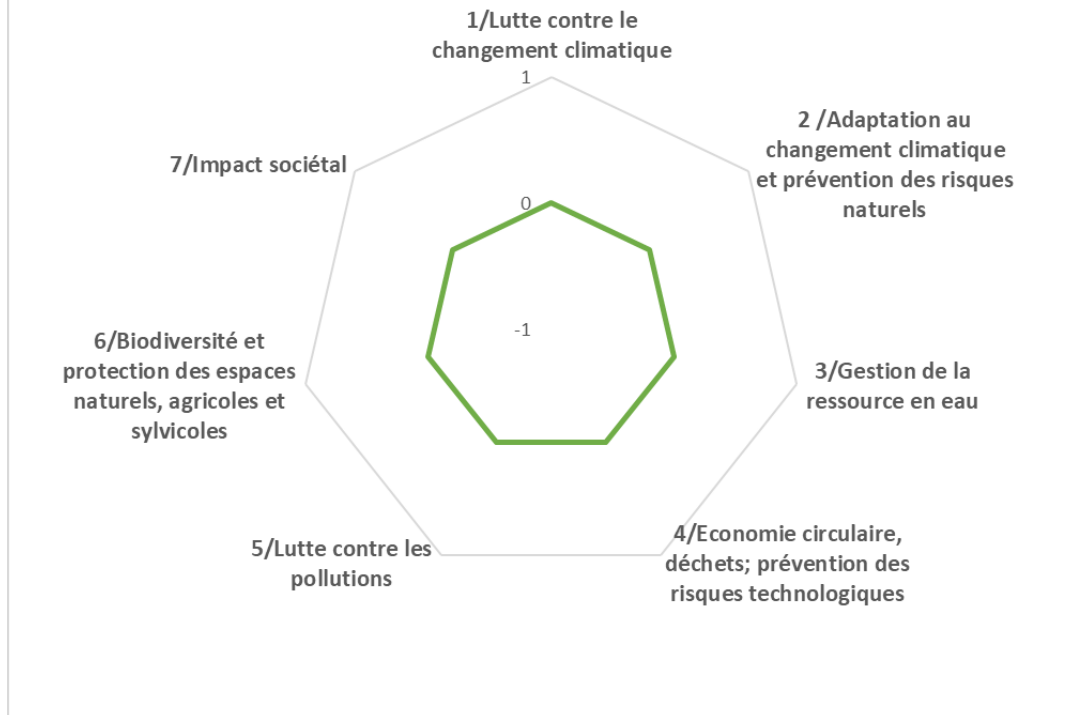 1/Lutte contre le
changement climatique
1
2 /Adaptation au
changement climatique
et prévention des risques
naturels
7/Impact sociétal
0
-1
6/Biodiversité et
protection des espaces
naturels, agricoles et
sylvicoles
3/Gestion de la
ressource en eau
4/Economie circulaire,
déchets; prévention des
risques technologiques
5/Lutte contre les
pollutions